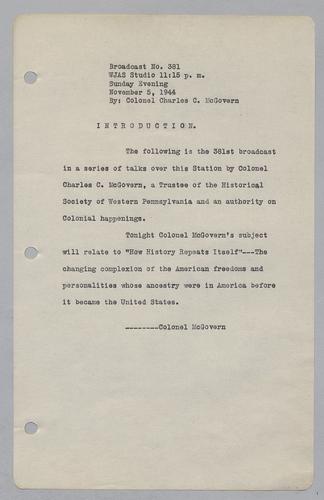 Broadcast No. 381
WJAS Studio 11:15 p. m.
Sunday Evening
November 5, 1944
By: Colonel Charles C. McGovern
I N T R O D U C T I O N.
The following is the 381st broadcast
in a series of talks over this Station by Colonel
Charles C. McGovern, a Trustee of the Historical
Society of Western Pennsylvania and an authority on
Colonial happenings.
Tonight Colonel McGovern's subject
will relate to "How History Repeats Itself"---The
changing complexion of the American freedoms and
personalities whose ancestry were in America before
it became the United States.
--------Colonel McGovern